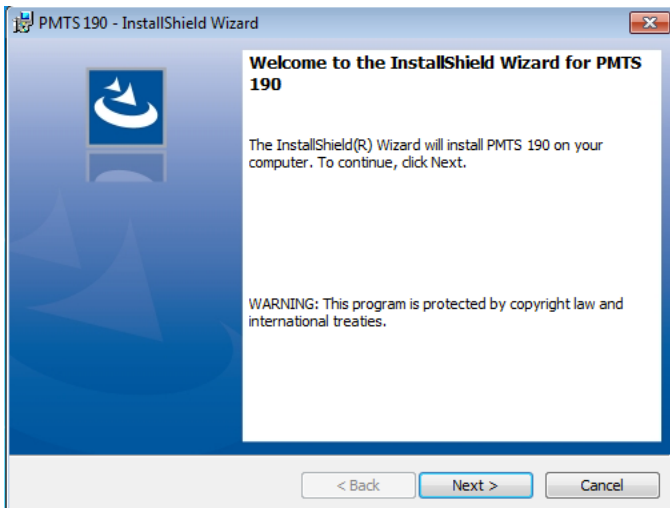 PMTS 190 - InstallShield Wizard
Welcome to the InstallShield Wizard for PMTS
190
The InstallShield(R) Wizard will install PMTS 190 on your
computer. To continue, click Next.
WARNING: This program is protected by copyright law and
international treaties.
< Back
Next >
Cancel